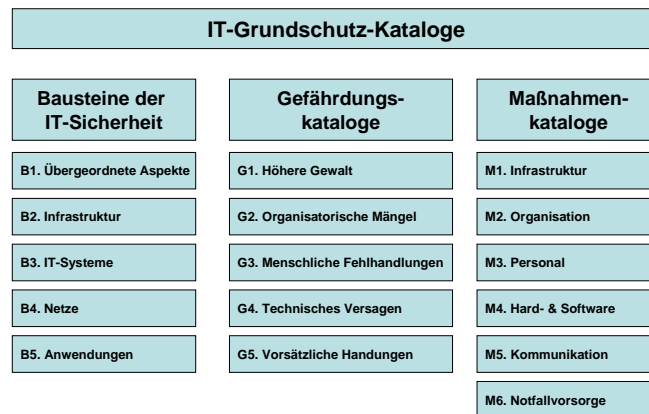 IT-Grundschutz-Kataloge
Bausteine der
IT-Sicherheit
B1. Übergeordnete Aspekte
B2. Infrastruktur
B3. IT-Systeme
B4. Netze
B5. Anwendungen
Gefährdungs-
kataloge
G1. Höhere Gewalt
G2. Organisatorische Mängel
G3. Menschliche Fehlhandlungen
G4. Technisches Versagen
G5. Vorsätzliche Handungen
Maßnahmen-
kataloge
M1. Infrastruktur
M2. Organisation
M3. Personal
M4. Hard- & Software
M5. Kommunikation
M6. Notfallvorsorge